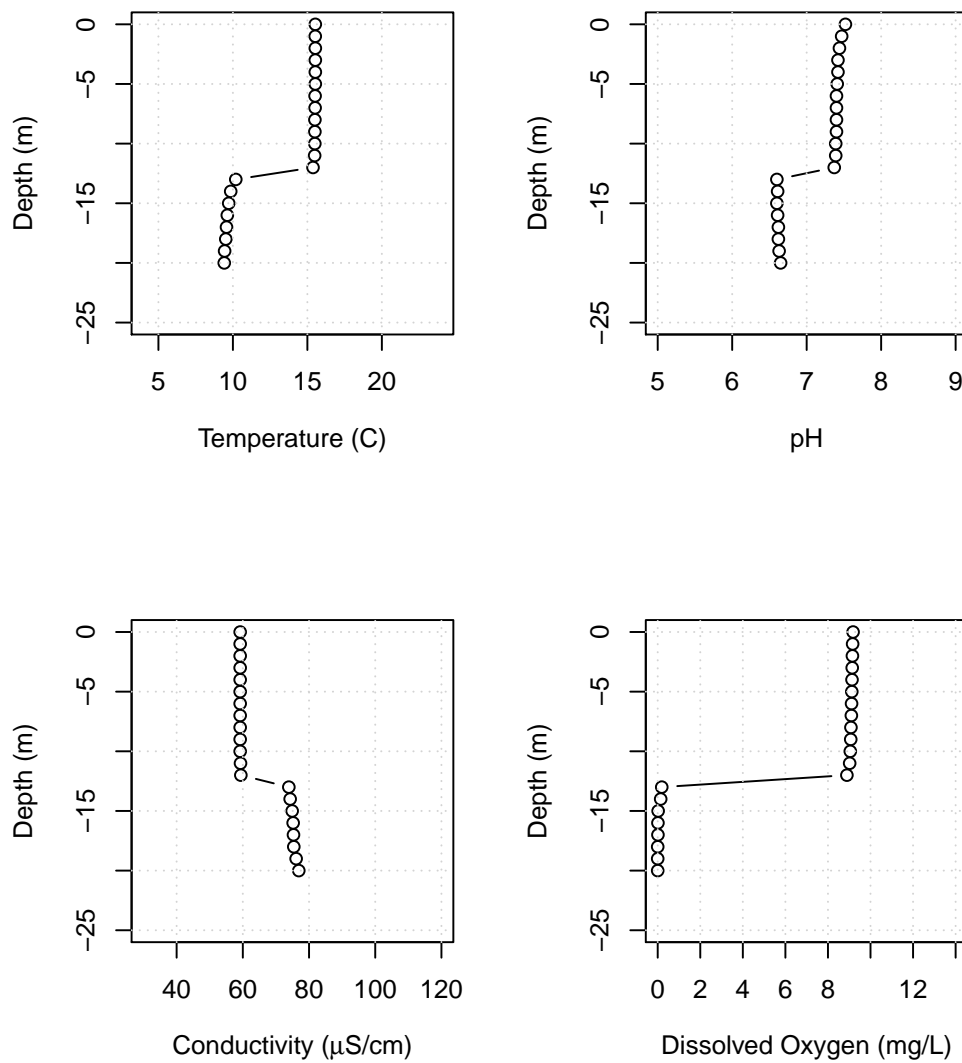 0
−5
−15
−25
Depth (m)
5 10 15 20
Temperature (C)
0
−5
−15
−25
Depth (m)
5 6 7 8 9
pH
0
−5
−15
−25
Depth (m)
40 60 80 100 120
Conductivity (μS/cm)
0
−5
−15
−25
Depth (m)
0 2 4 6 8 12
Dissolved Oxygen (mg/L)